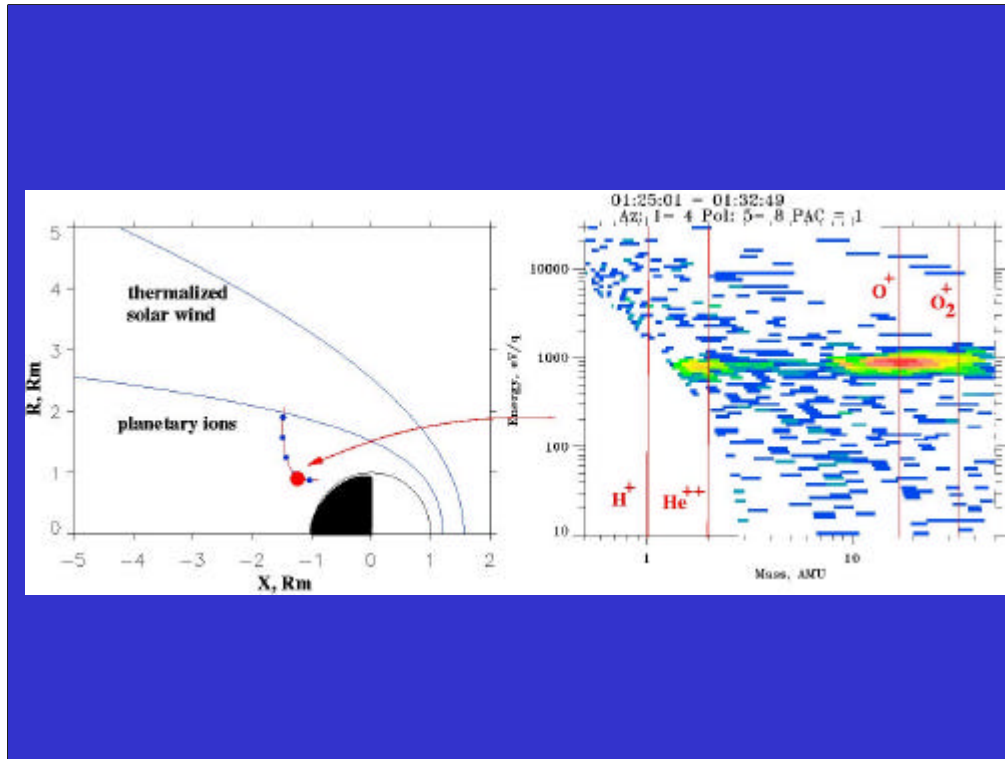 5
4
3
2
1
0
R, Rm
thermalized
solar wind
planetary ions
-5
-4
-3
-2
-1
0
1
2
X, Rm
01:25:01 - 01:32:49
Az: 1- 4 Pol: 5- 8 PAC = 1
10000
1000
100
10
Energy, eV/q
O+
O2+
H+
He++
1
10
Mass, AMU